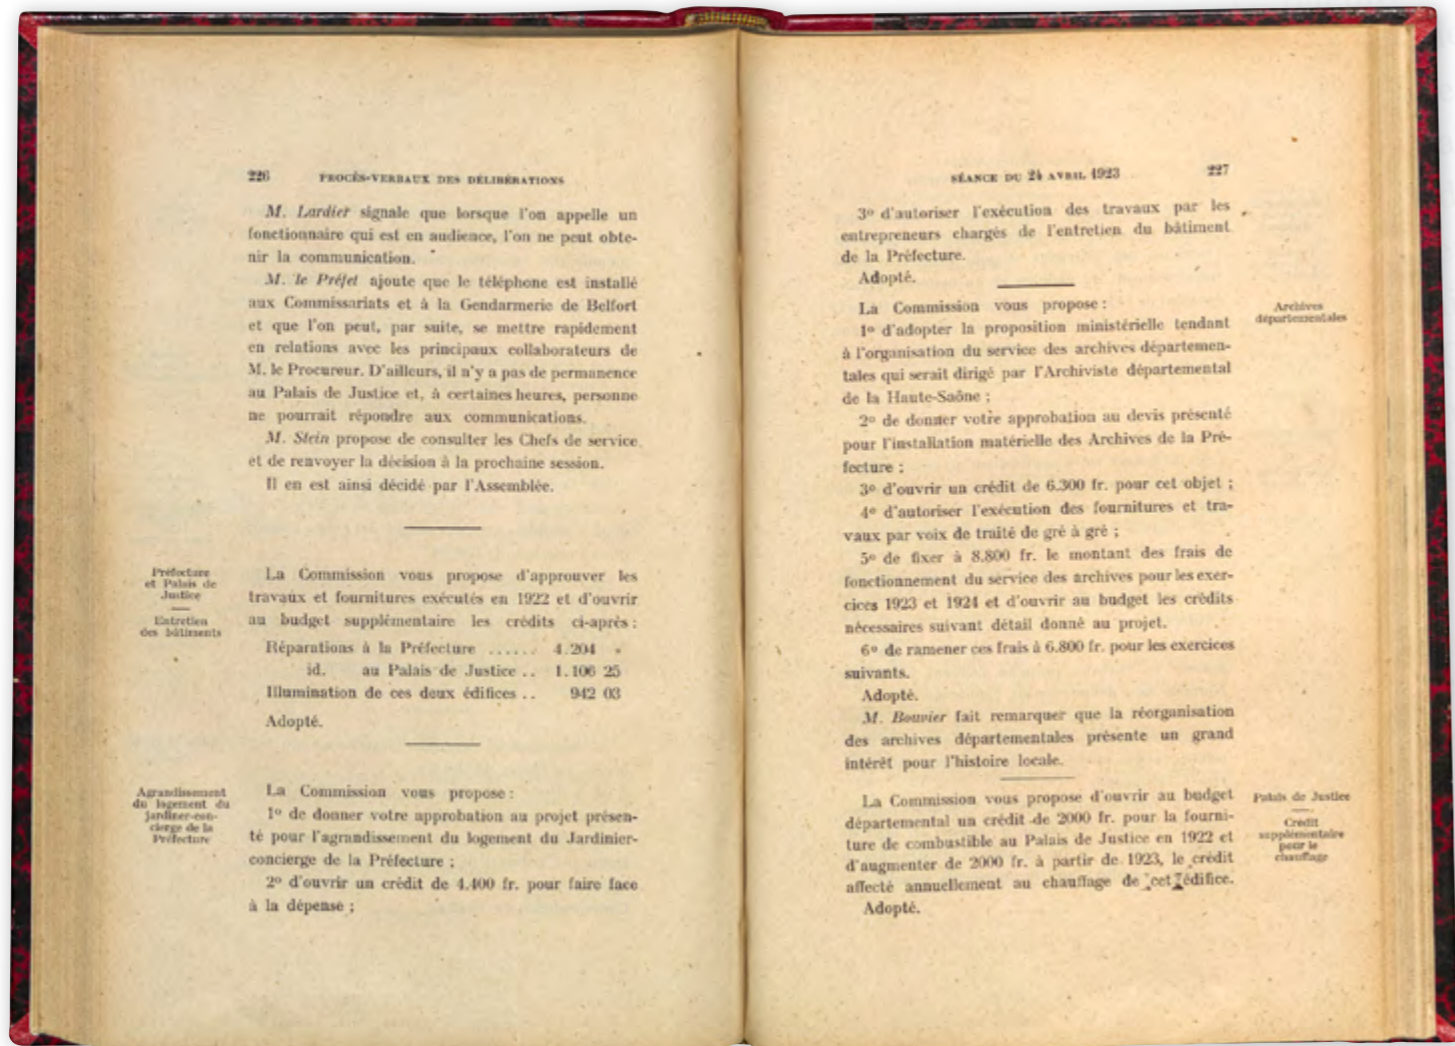 226 PROCÈS-VERBAUX DES DÉLIBÉRATIONS
M. Lardier signale que lorsque l'on appelle un
fonctionnaire qui est en audience, l'on ne peut obte-
nir la communication.
M. le Préfet ajoute que le téléphone est installé
aux Commissariats et à la Gendarmerie de Belfort
et que l'on peut, par suite, se mettre rapidement
en relations avec les principaux collaborateurs de
M. le Procureur. D'ailleurs, il n'y a pas de permanence
au Palais de Justice et, à certaines heures, personne
ne pourrait répondre aux communications.
M. Stein propose de consulter les Chefs de service
et de renvoyer la décision à la prochaine session.
Il en est ainsi décidé par l'Assemblée.
Préfecture
et Palais de
Justice
Entretien
des bâtiments
La Commission vous propose d'approuver les
travaux et fournitures exécutés en 1922 et d'ouvrir
au budget supplémentaire les crédits ci-après :
Réparations à la Préfecture ...... 4.204 »
id. au Palais de Justice .. 1.106 25
Illumination de ces deux édifices .. 942 03
Adopté.
Agrandissement
du logement du
jardiner-con-
cierge de la
Préfecture
La Commission vous propose :
1º de donner votre approbation au projet présen-
té pour l'agrandissement du logement du Jardinier-
concierge de la Préfecture ;
2º d'ouvrir un crédit de 4.400 fr. pour faire face
à la dépense ;
SÉANCE DU 24 AVRIL 1923 227
3º d'autoriser l'exécution des travaux par les
entrepreneurs chargés de l'entretien du bâtiment
de la Préfecture.
Adopté.
Archives
départementales
La Commission vous propose :
1º d'adopter la proposition ministérielle tendant
à l'organisation du service des archives départemen-
tales qui serait dirigé par l'Archiviste départemental
de la Haute-Saône ;
2º de donner votre approbation au devis présenté
pour l'installation matérielle des Archives de la Pré-
fecture ;
3º d'ouvrir un crédit de 6.300 fr. pour cet objet ;
4º d'autoriser l'exécution des fournitures et tra-
vaux par voix de traité de gré à gré ;
5º de fixer à 8.800 fr. le montant des frais de
fonctionnement du service des archives pour les exer-
cices 1923 et 1924 et d'ouvrir au budget les crédits
nécessaires suivant détail donné au projet.
6º de ramener ces frais à 6.800 fr. pour les exercices
suivants.
Adopté.
M. Bouvier fait remarquer que la réorganisation
des archives départementales présente un grand
intérêt pour l'histoire locale.
Palais de Justice
Crédit
supplémentaire
pour le
chauffage
La Commission vous propose d'ouvrir au budget
départemental un crédit de 2000 fr. pour la fourni-
ture de combustible au Palais de Justice en 1922 et
d'augmenter de 2000 fr. à partir de 1923, le crédit
affecté annuellement au chauffage de cet édifice.
Adopté.